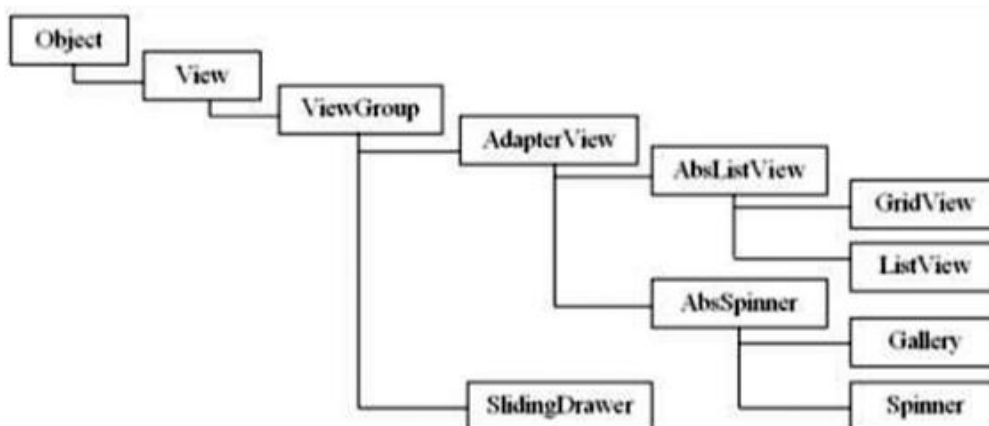 Object
View
ViewGroup
AdapterView
AbsListView
GridView
ListView
AbsSpinner
Gallery
SlidingDrawer
Spinner